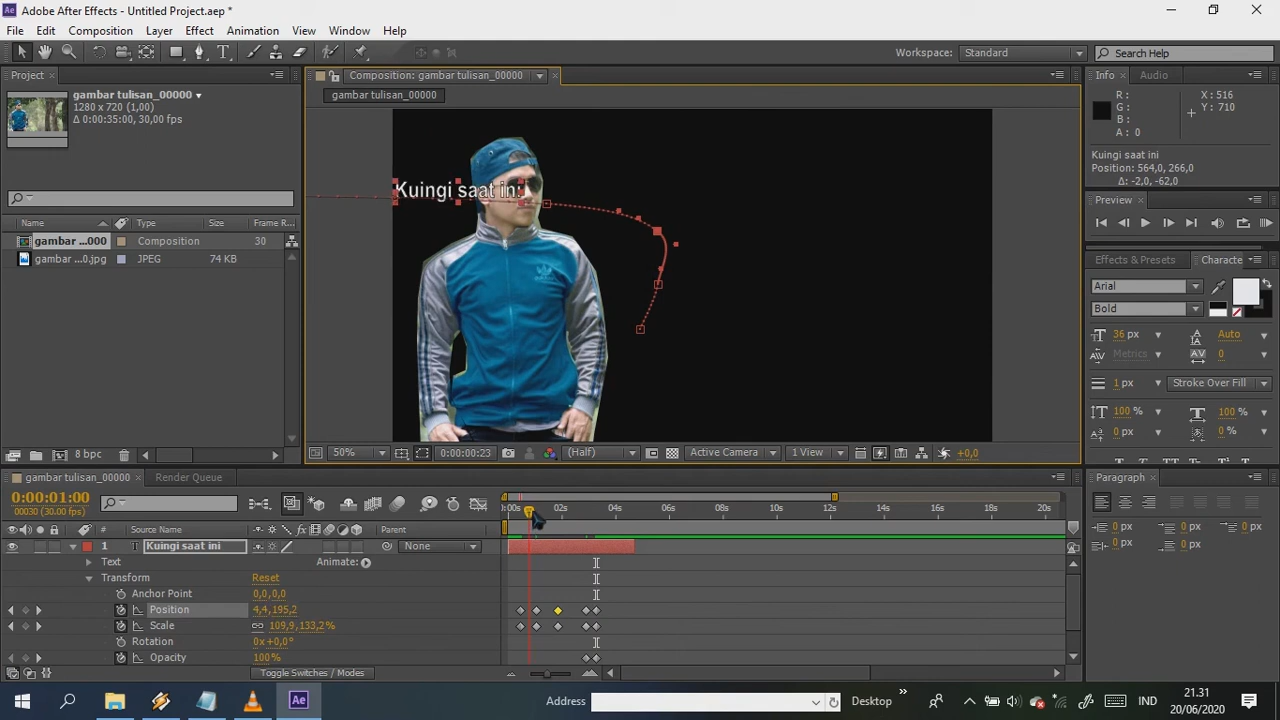 Adobe After Effects - Untitled Project.aep *
File Edit Composition Layer Effect Animation View Window Help
Workspace: Standard Search Help
Project Composition: gambar tulisan_00000 Info Audio
gambar tulisan_00000
1280 x 720 (1,00)
Δ 0:00:35:00, 30,00 fps
gambar tulisan_00000
R :
G :
B :
A : 0
X : 516
Y : 710
Kuingi saat ini
Position: 564,0, 266,0
Δ: -2,0, -62,0
Preview
Name Type Frame R...
gambar ...000 Composition 30
gambar ...0.jpg JPEG 74 KB
Kuingi saat ini
Effects & Presets Characte
Arial
Bold
36 px Auto
Metrics 0
1 px Stroke Over Fill
100 % 100 %
0 px 0 %
8 bpc
50% 0:00:00:23 (Half) Active Camera 1 View +0,0
gambar tulisan_00000 Render Queue
Paragraph
0:00:01:00
00030 (30.00 fps)
0:00s 02s 04s 06s 08s 10s 12s 14s 16s 18s 20s
0 px 0 px 0 px
0 px 0 px
# Source Name Parent
1 T Kuingi saat ini None
Text Animate:
Transform Reset
Anchor Point 0,0,0,0
Position 4,4,195,2
Scale 109,9,133,2%
Rotation 0x+0,0°
Opacity 100%
Toggle Switches / Modes
Address Desktop IND 21.31
20/06/2020